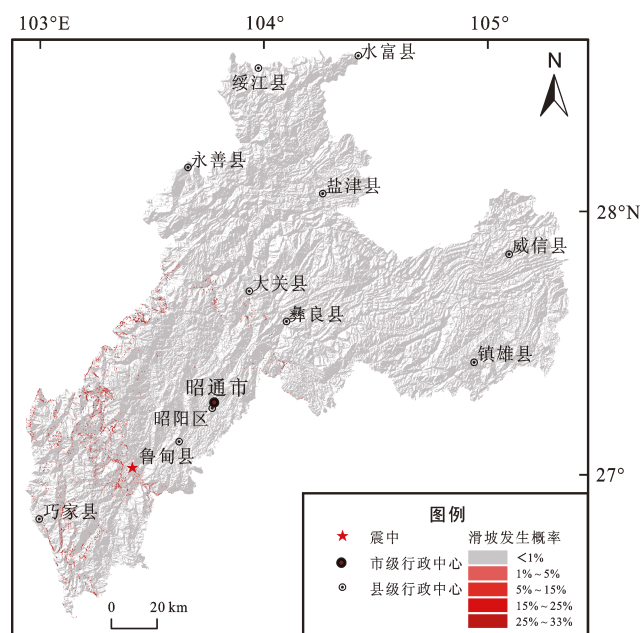 103°E 104° 105°
水富县
绥江县
N
永善县
盐津县
28°N
威信县
大关县
彝良县
镇雄县
昭通市
昭阳区
鲁甸县
27°
巧家县
图例
震中 滑坡发生概率
市级行政中心 <1%
县级行政中心 1%~5%
5%~15%
15%~25%
25%~33%
0 20 km